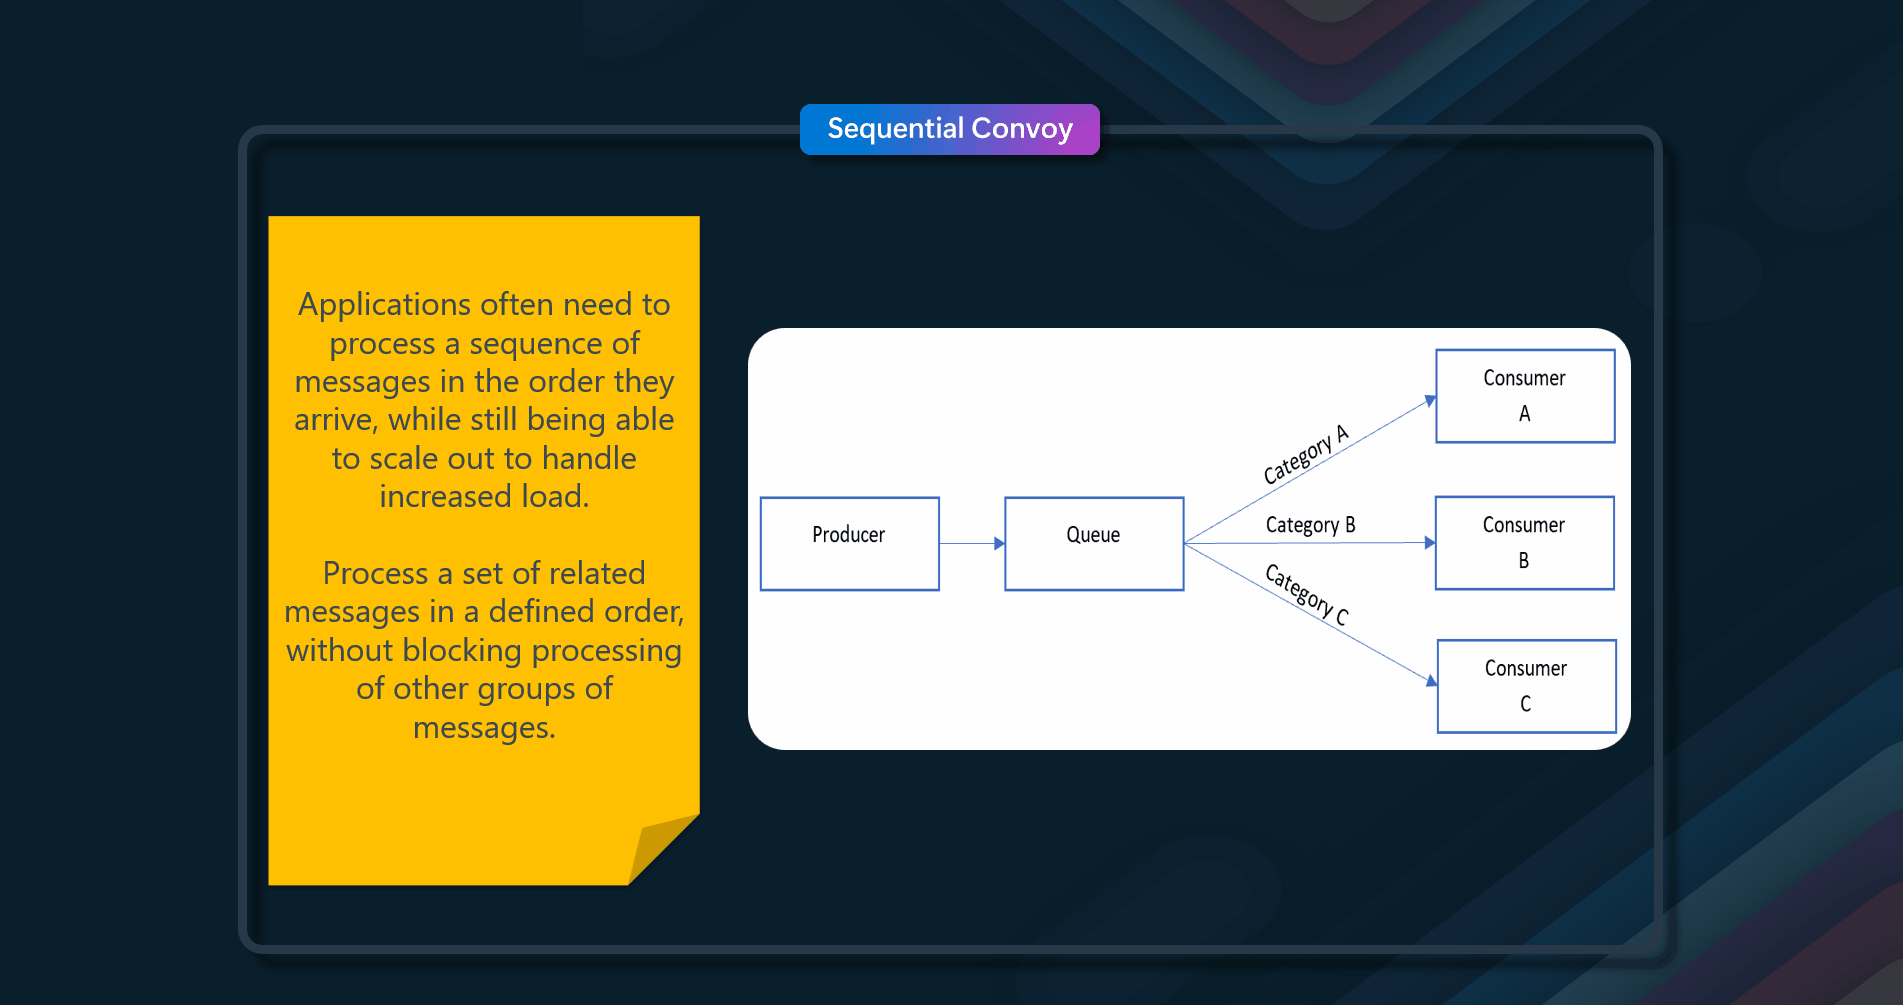 Sequential Convoy
Applications often need to
process a sequence of
messages in the order they
arrive, while still being able
to scale out to handle
increased load.
Process a set of related
messages in a defined order,
without blocking processing
of other groups of
messages.
Producer
Queue
Category A
Category B
Category C
Consumer
A
Consumer
B
Consumer
C